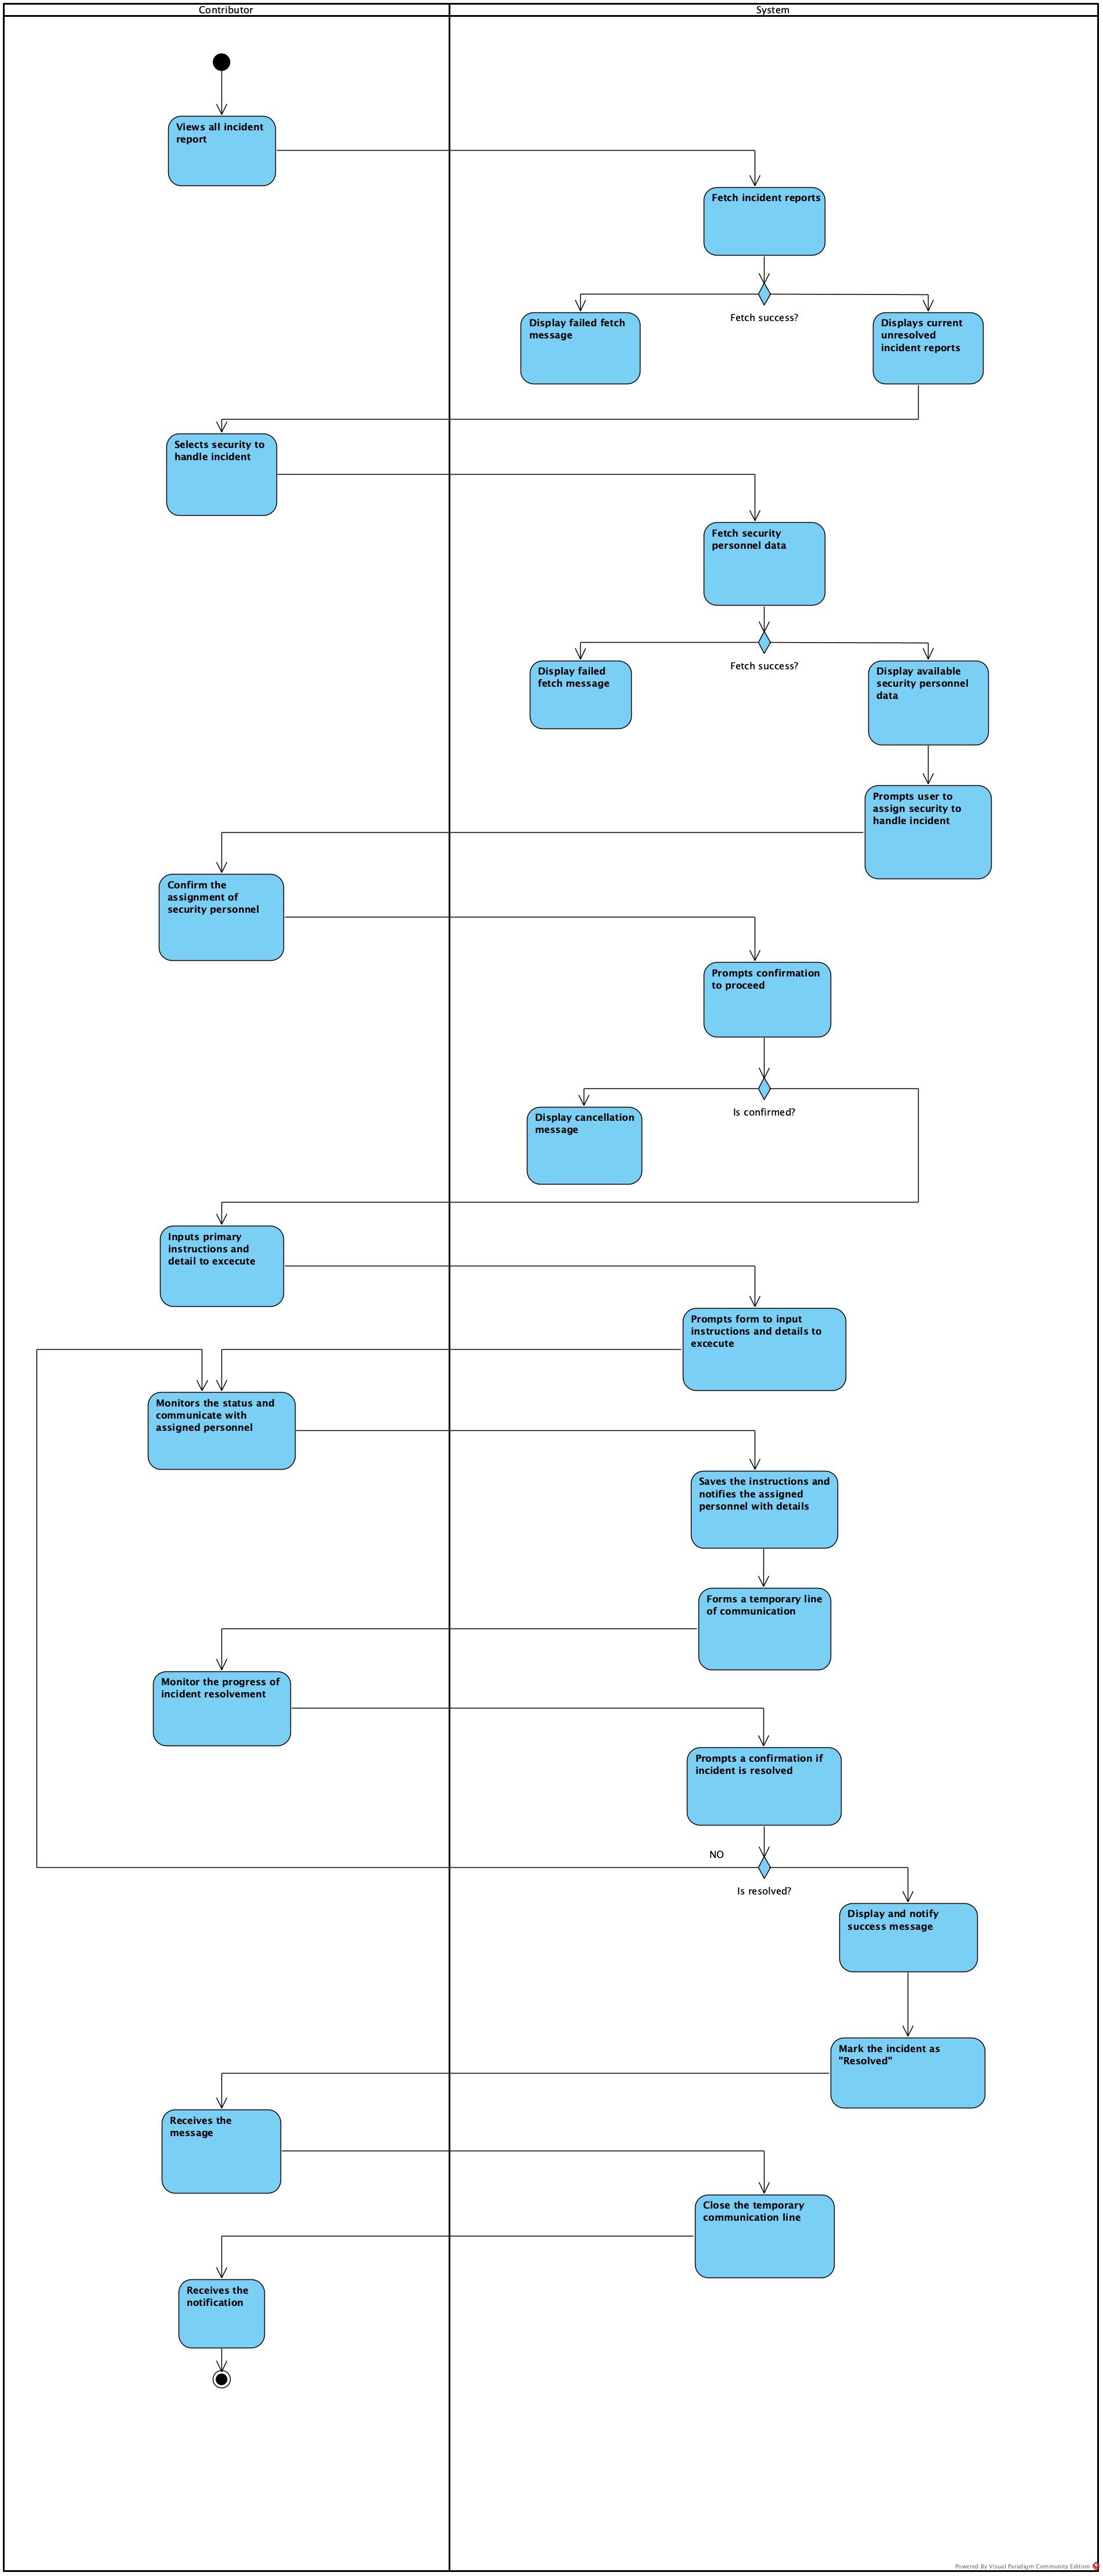 Contributor
System
Views all incident
report
Fetch incident reports
Fetch success?
Display failed fetch
message
Displays current
unresolved
incident reports
Selects security to
handle incident
Fetch security
personnel data
Fetch success?
Display failed
fetch message
Display available
security personnel
data
Prompts user to
assign security to
handle incident
Confirm the
assignment of
security personnel
Prompts confirmation
to proceed
Is confirmed?
Display cancellation
message
Inputs primary
instructions and
detail to excecute
Prompts form to input
instructions and details to
excecute
Monitors the status and
communicate with
assigned personnel
Saves the instructions and
notifies the assigned
personnel with details
Forms a temporary line
of communication
Monitor the progress of
incident resolvement
Prompts a confirmation if
incident is resolved
NO
Is resolved?
Display and notify
success message
Mark the incident as
"Resolved"
Receives the
message
Close the temporary
communication line
Receives the
notification
Powered By Visual Paradigm Community Edition